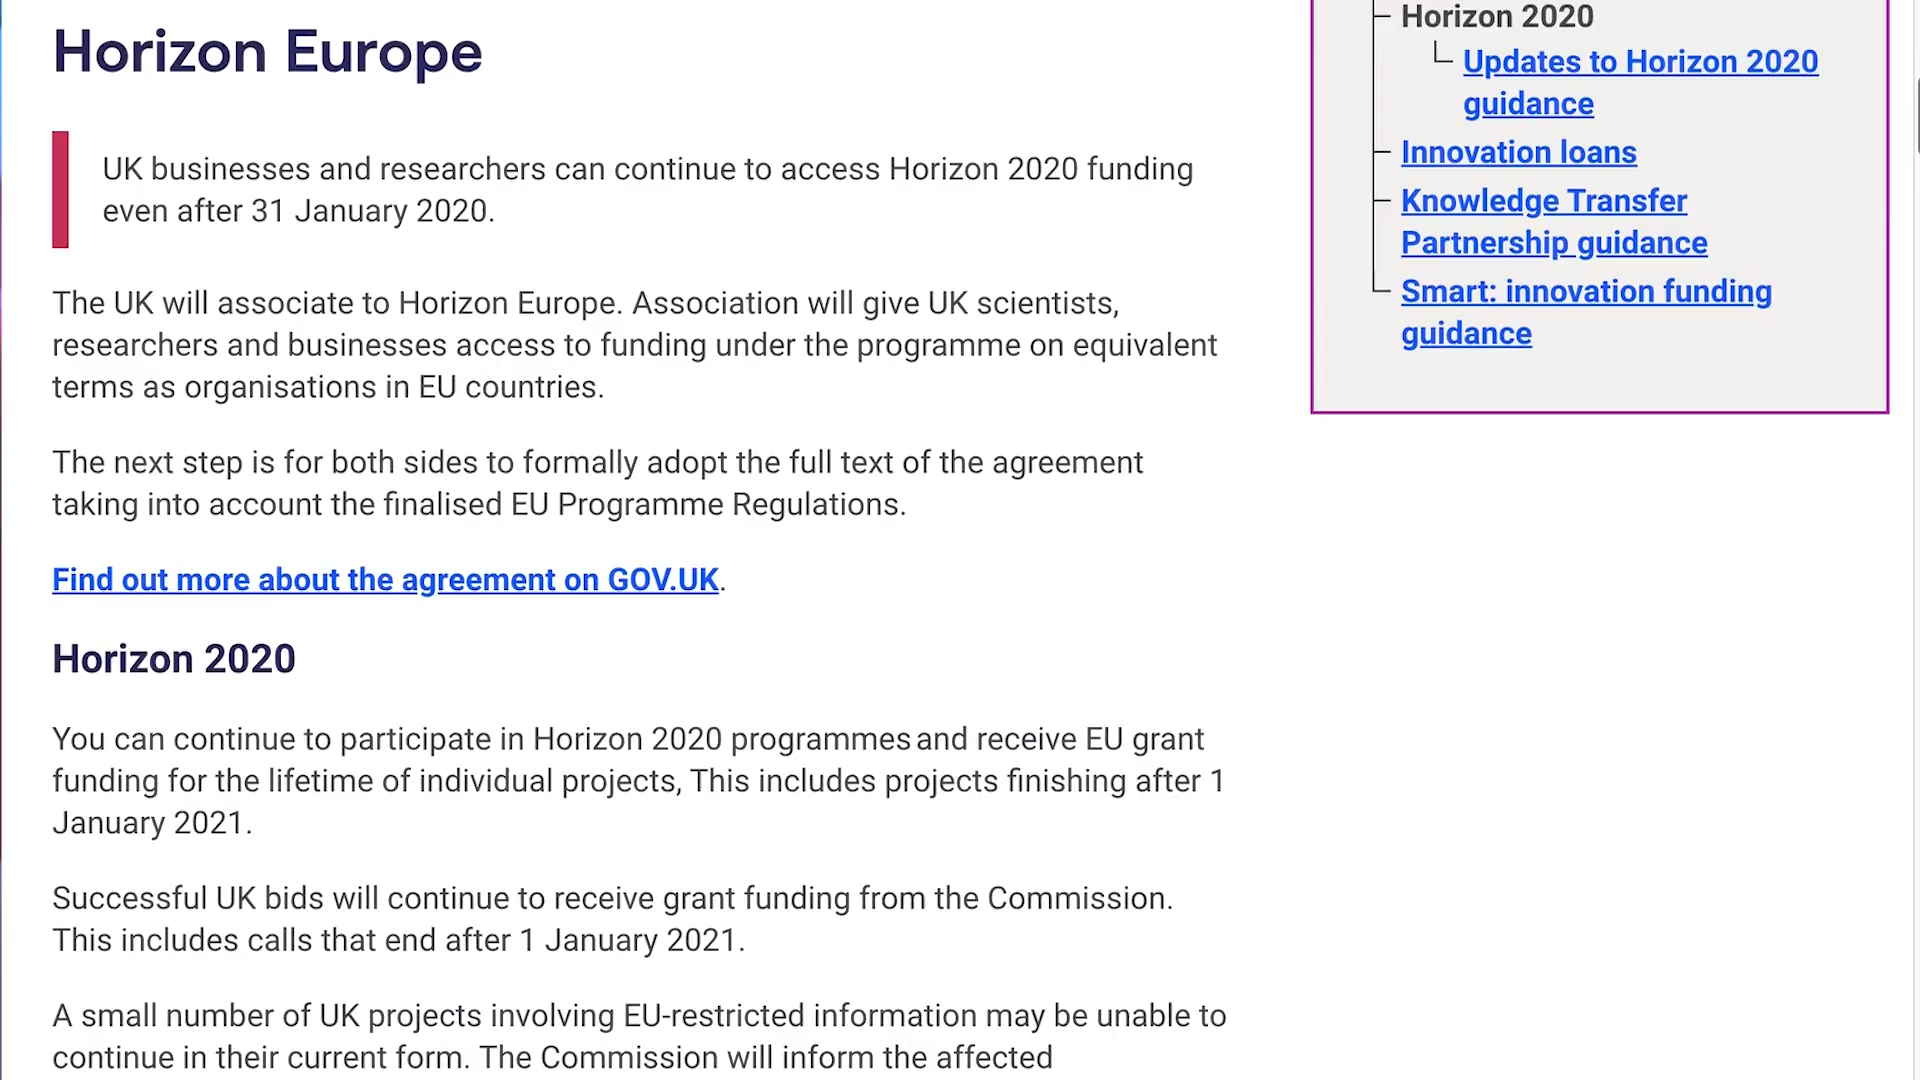 Horizon Europe
UK businesses and researchers can continue to access Horizon 2020 funding
even after 31 January 2020.
The UK will associate to Horizon Europe. Association will give UK scientists,
researchers and businesses access to funding under the programme on equivalent
terms as organisations in EU countries.
The next step is for both sides to formally adopt the full text of the agreement
taking into account the finalised EU Programme Regulations.
Find out more about the agreement on GOV.UK.
Horizon 2020
You can continue to participate in Horizon 2020 programmes and receive EU grant
funding for the lifetime of individual projects, This includes projects finishing after 1
January 2021.
Successful UK bids will continue to receive grant funding from the Commission.
This includes calls that end after 1 January 2021.
A small number of UK projects involving EU-restricted information may be unable to
continue in their current form. The Commission will inform the affected
Horizon 2020
Updates to Horizon 2020
guidance
Innovation loans
Knowledge Transfer
Partnership guidance
Smart: innovation funding
guidance